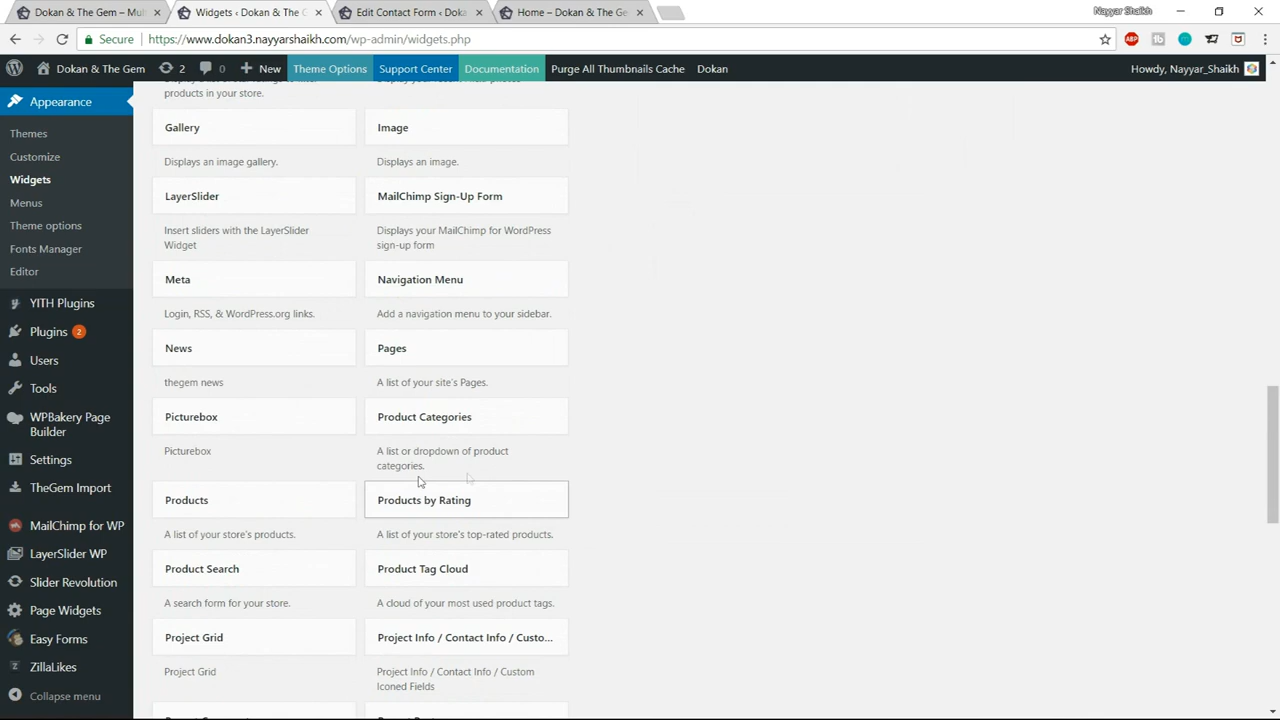 Dokan & The Gem – Mult
Widgets ‹ Dokan & The G
Edit Contact Form ‹ Doka
Home – Dokan & The Ge
Nayyar Shaikh
Secure
https://www.dokan3.nayyarshaikh.com/wp-admin/widgets.php
Dokan & The Gem
2
0
New
Theme Options
Support Center
Documentation
Purge All Thumbnails Cache
Dokan
Howdy, Nayyar_Shaikh
Appearance
Themes
Customize
Widgets
Menus
Theme options
Fonts Manager
Editor
YITH Plugins
Plugins 2
Users
Tools
WPBakery Page
Builder
Settings
TheGem Import
MailChimp for WP
LayerSlider WP
Slider Revolution
Page Widgets
Easy Forms
ZillaLikes
Collapse menu
products in your store.
Gallery
Image
Displays an image gallery.
Displays an image.
LayerSlider
MailChimp Sign-Up Form
Insert sliders with the LayerSlider
Widget
Displays your MailChimp for WordPress
sign-up form
Meta
Navigation Menu
Login, RSS, & WordPress.org links.
Add a navigation menu to your sidebar.
News
Pages
thegem news
A list of your site's Pages.
Picturebox
Product Categories
Picturebox
A list or dropdown of product
categories.
Products
Products by Rating
A list of your store's products.
A list of your store's top-rated products.
Product Search
Product Tag Cloud
A search form for your store.
A cloud of your most used product tags.
Project Grid
Project Info / Contact Info / Custo...
Project Grid
Project Info / Contact Info / Custom
Iconed Fields